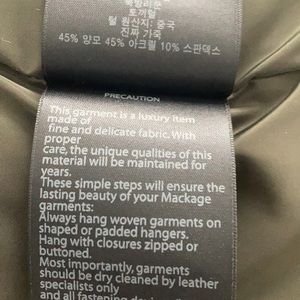 토끼털
털 원산지: 중국
진짜 가죽
45% 양모 45% 아크릴 10% 스판덱스
PRECAUTION
This garment is a luxury item
made of
fine and delicate fabric. With
proper
care, the unique qualities of this
material will be maintained for
years.
These simple steps will ensure the
lasting beauty of your Mackage
garments:
Always hang woven garments on
shaped or padded hangers.
Hang with closures zipped or
buttoned.
Most importantly, garments
should be dry cleaned by leather
specialists only
and all fastening